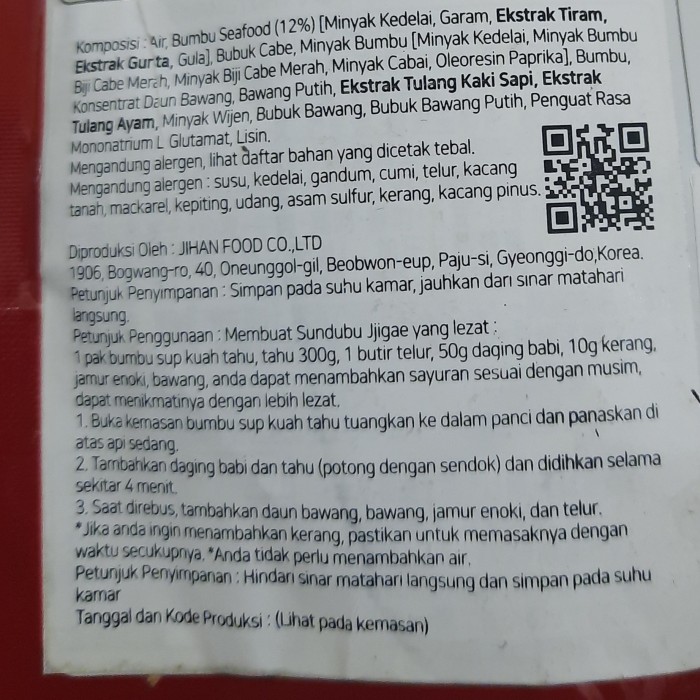 Komposisi : Air, Bumbu Seafood (12%) [Minyak Kedelai, Garam, Ekstrak Tiram,
Ekstrak Gurita, Gula], Bubuk Cabe, Minyak Bumbu [Minyak Kedelai, Minyak Bumbu
Biji Cabe Merah, Minyak Biji Cabe Merah, Minyak Cabai, Oleoresin Paprika], Bumbu,
Konsentrat Daun Bawang, Bawang Putih, Ekstrak Tulang Kaki Sapi, Ekstrak
Tulang Ayam, Minyak Wijen, Bubuk Bawang, Bubuk Bawang Putih, Penguat Rasa
Mononatrium L Glutamat, Lisin.
Mengandung alergen, lihat daftar bahan yang dicetak tebal.
Mengandung alergen : susu, kedelai, gandum, cumi, telur, kacang
tanah, mackarel, kepiting, udang, asam sulfur, kerang, kacang pinus.
Diproduksi Oleh : JIHAN FOOD CO.,LTD
1906, Bogwang-ro, 40, Oneunggol-gil, Beobwon-eup, Paju-si, Gyeonggi-do,Korea.
Petunjuk Penyimpanan : Simpan pada suhu kamar, jauhkan dari sinar matahari
langsung.
Petunjuk Penggunaan : Membuat Sundubu Jjigae yang lezat :
1 pak bumbu sup kuah tahu, tahu 300g, 1 butir telur, 50g daging babi, 10g kerang,
jamur enoki, bawang, anda dapat menambahkan sayuran sesuai dengan musim,
dapat menikmatinya dengan lebih lezat.
1. Buka kemasan bumbu sup kuah tahu tuangkan ke dalam panci dan panaskan di
atas api sedang.
2. Tambahkan daging babi dan tahu (potong dengan sendok) dan didihkan selama
sekitar 4 menit.
3. Saat direbus, tambahkan daun bawang, bawang, jamur enoki, dan telur.
*Jika anda ingin menambahkan kerang, pastikan untuk memasaknya dengan
waktu secukupnya. *Anda tidak perlu menambahkan air.
Petunjuk Penyimpanan : Hindari sinar matahari langsung dan simpan pada suhu
kamar
Tanggal dan Kode Produksi : (Lihat pada kemasan)